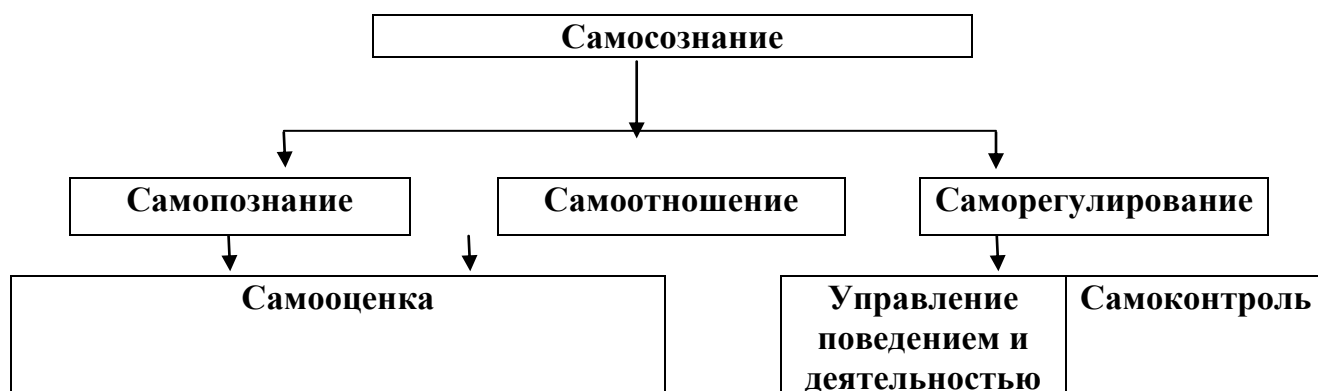 Самосознание
Самопознание
Самоотношение
Саморегулирование
Самооценка
Управление
поведением и
деятельностью
Самоконтроль